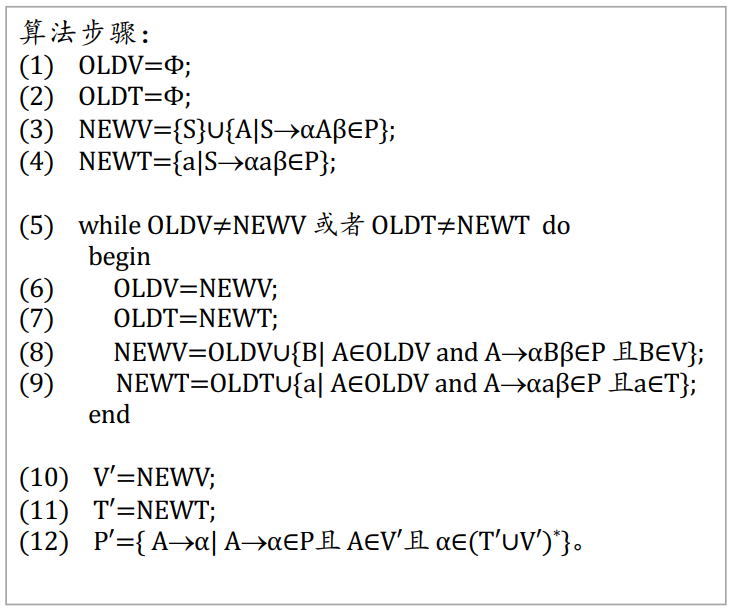 算法步骤：
(1) OLDV=Φ;
(2) OLDT=Φ;
(3) NEWV={S}∪{A|S→αAβ∈P};
(4) NEWT={a|S→αaβ∈P};
(5) while OLDV≠NEWV 或者 OLDT≠NEWT do
begin
(6) OLDV=NEWV;
(7) OLDT=NEWT;
(8) NEWV=OLDV∪{B| A∈OLDV and A→αBβ∈P 且B∈V};
(9) NEWT=OLDT∪{a| A∈OLDV and A→αaβ∈P 且a∈T};
end
(10) V′=NEWV;
(11) T′=NEWT;
(12) P′={ A→α| A→α∈P且 A∈V′且 α∈(T′∪V′)*}。